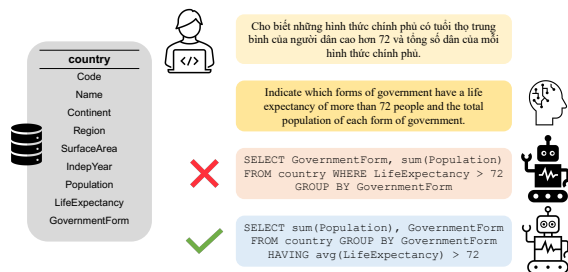 country
Code
Name
Continent
Region
SurfaceArea
IndepYear
Population
LifeExpectancy
GovernmentForm
Cho biết những hình thức chính phủ có tuổi thọ trung
bình của người dân cao hơn 72 và tổng số dân của mỗi
hình thức chính phủ.
Indicate which forms of government have a life
expectancy of more than 72 people and the total
population of each form of government.
SELECT GovernmentForm, sum(Population)
FROM country WHERE LifeExpectancy > 72
GROUP BY GovernmentForm
SELECT sum(Population), GovernmentForm
FROM country GROUP BY GovernmentForm
HAVING avg(LifeExpectancy) > 72